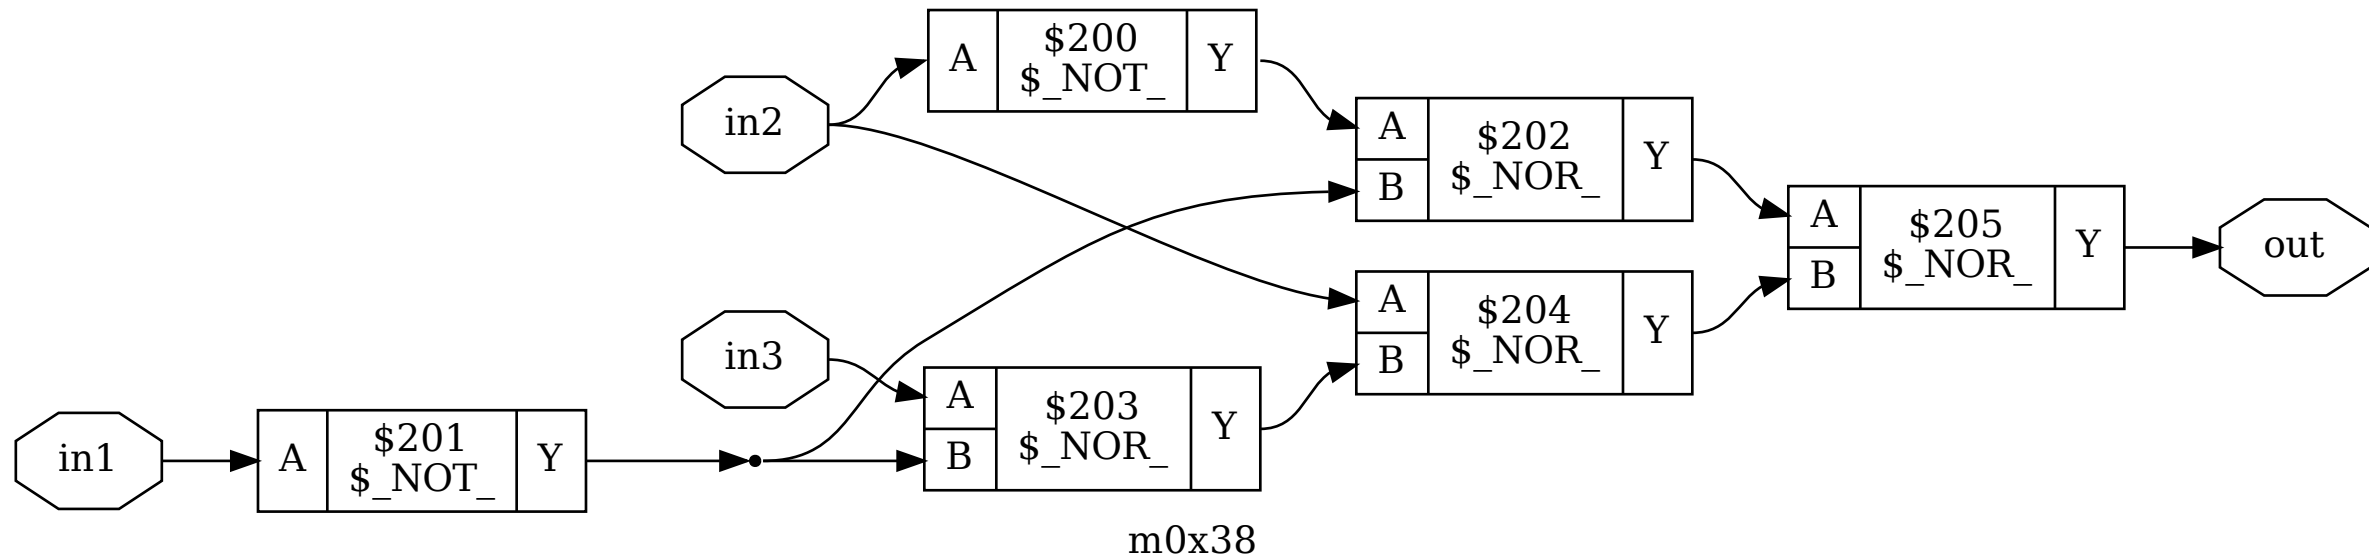 A
$200
$_NOT_
Y
in2
A
B
$202
$_NOR_
Y
A
B
$205
$_NOR_
Y
out
A
B
$204
$_NOR_
Y
in3
A
B
$203
$_NOR_
Y
in1
A
$201
$_NOT_
Y
m0x38